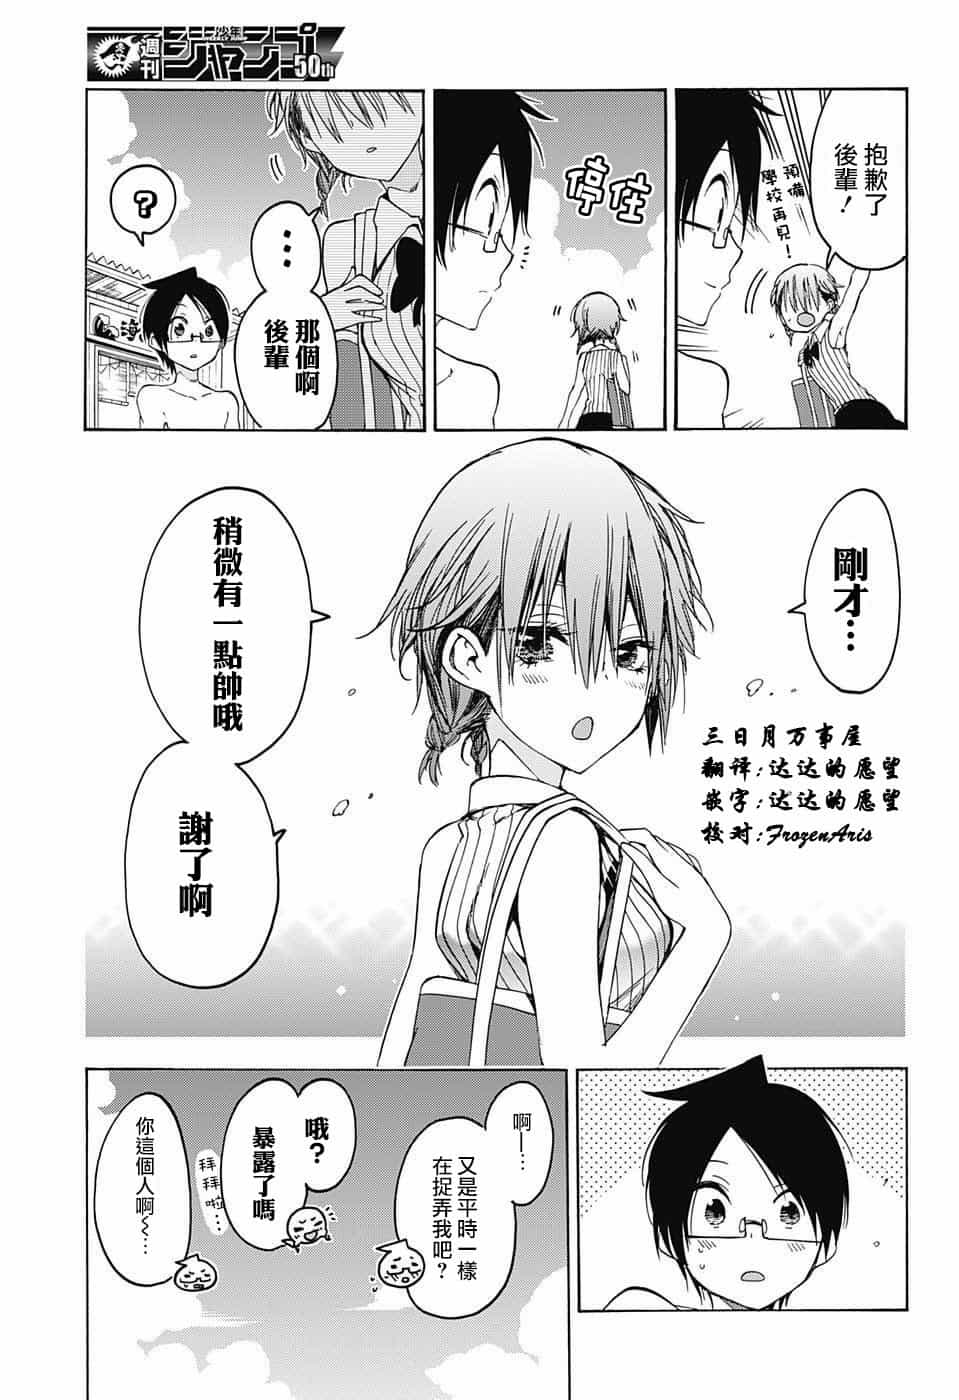 週刊
少年
ジャンプ
50th
抱歉了
後輩！
預備…
學校再見！
停住
…
那個啊
後輩
？
海
剛才…
稍微有一點帥哦
謝了啊
三日月万事屋
翻译：达达的愿望
嵌字：达达的愿望
校对：FrozenAris
啊—…
又是平時一樣
在捉弄我吧？
哦？
暴露了嗎
拜拜啦…
你這個人啊～…